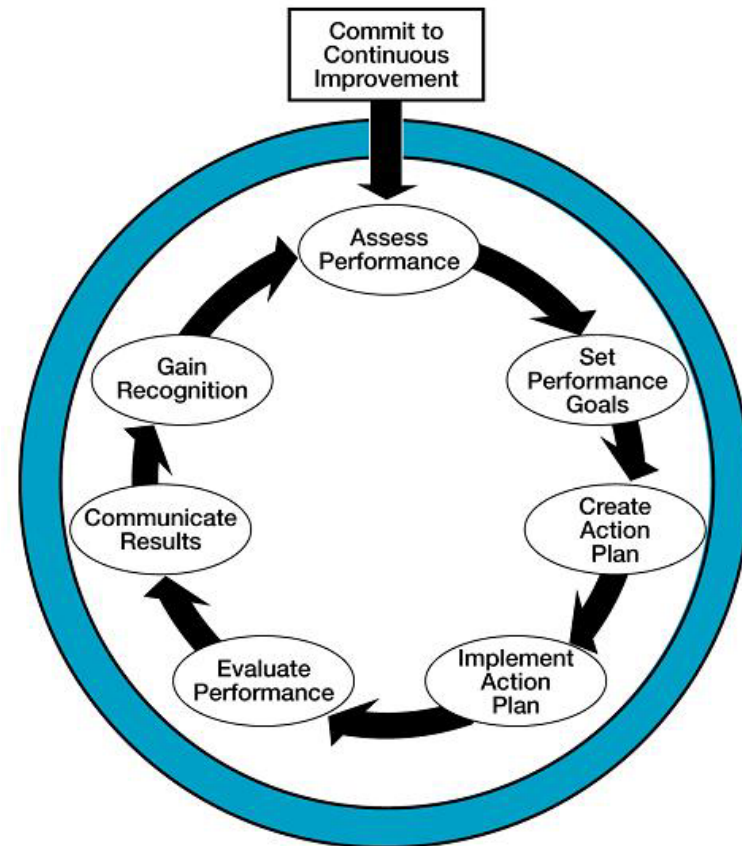 Commit to
Continuous
Improvement
Assess
Performance
Set
Performance
Goals
Create
Action
Plan
Implement
Action
Plan
Evaluate
Performance
Communicate
Results
Gain
Recognition